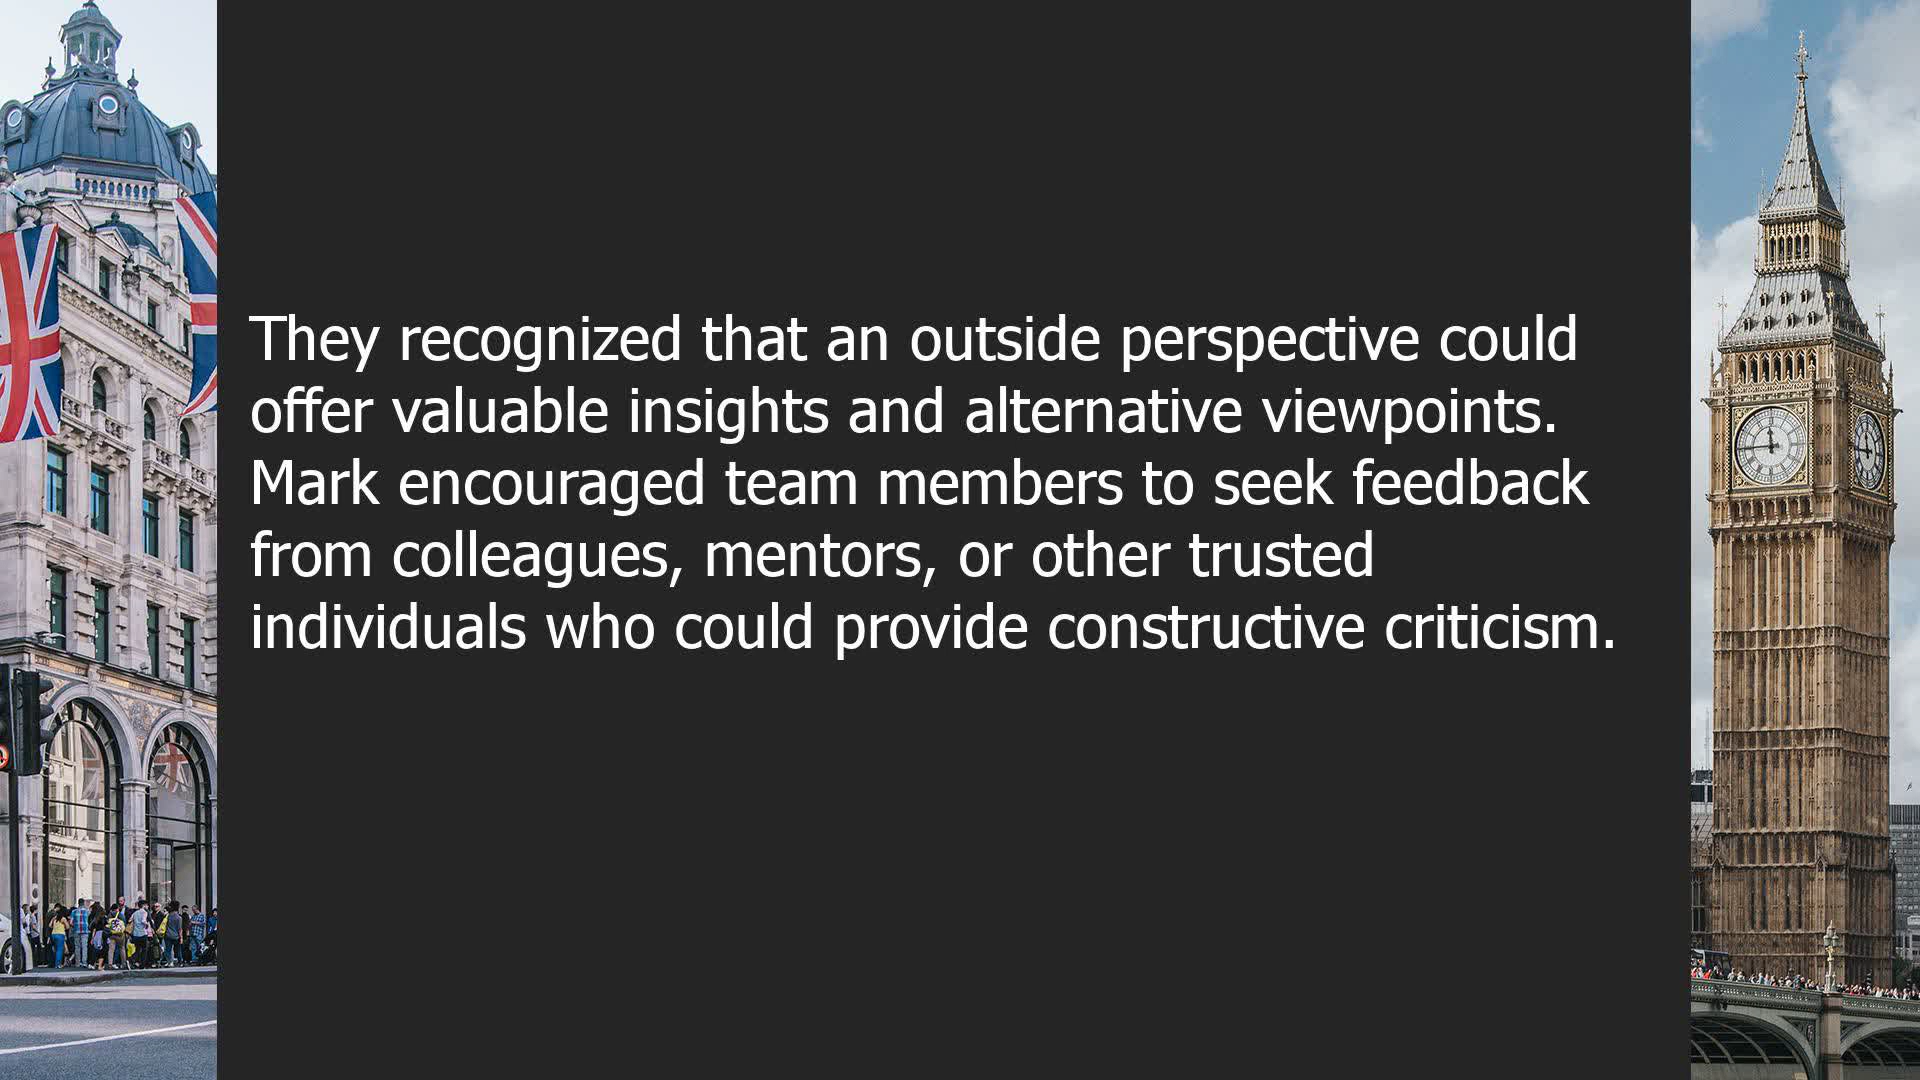 They recognized that an outside perspective could
offer valuable insights and alternative viewpoints.
Mark encouraged team members to seek feedback
from colleagues, mentors, or other trusted
individuals who could provide constructive criticism.